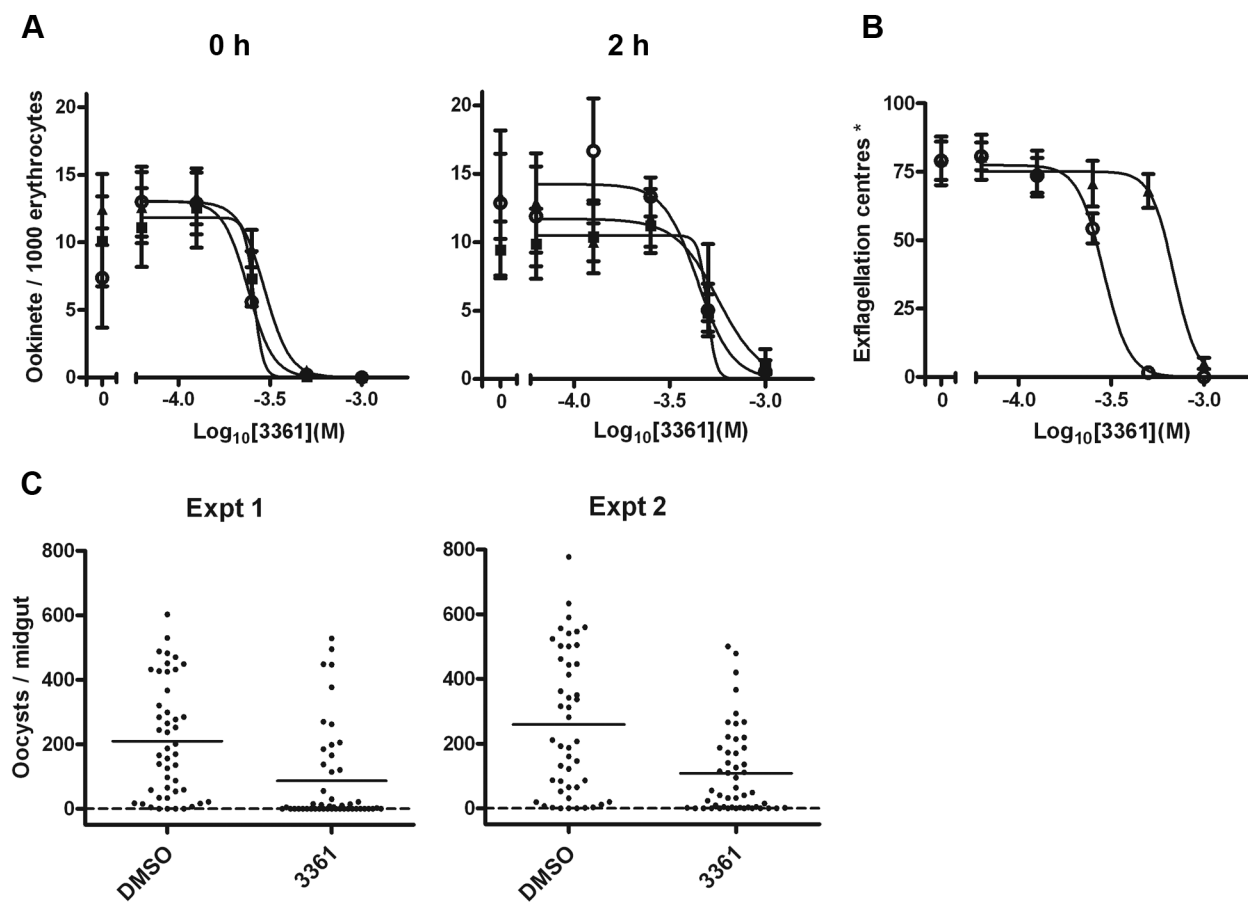 A
0 h
2 h
B
Ookinete / 1000 erythrocytes
20
15
10
5
0
0
-4.0
-3.5
-3.0
Log10[3361](M)
20
15
10
5
0
0
-4.0
-3.5
-3.0
Log10[3361](M)
Exflagellation centres *
100
75
50
25
0
0
-4.0
-3.5
-3.0
Log10[3361](M)
C
Expt 1
Expt 2
Oocysts / midgut
800
600
400
200
0
DMSO
3361
800
600
400
200
0
DMSO
3361